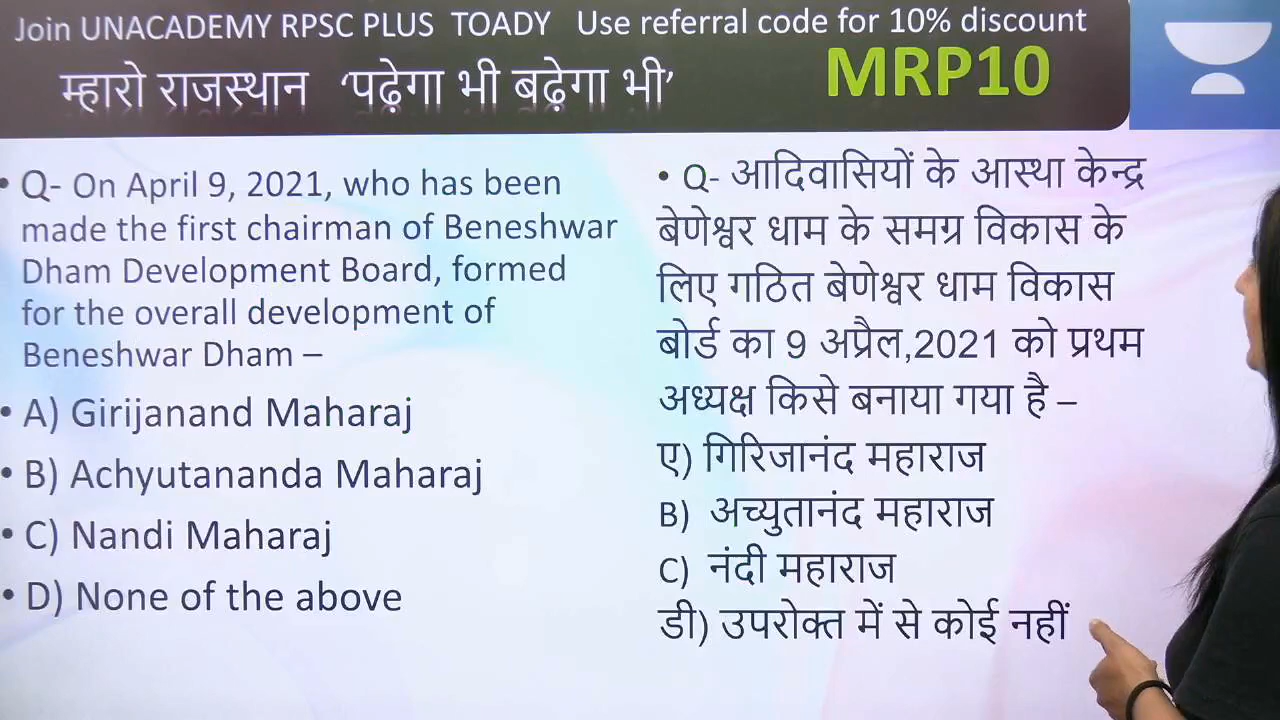 Join UNACADEMY RPSC PLUS TOADY Use referral code for 10% discount
म्हारो राजस्थान ‘पढ़ेगा भी बढ़ेगा भी’ MRP10
• Q- On April 9, 2021, who has been
made the first chairman of Beneshwar
Dham Development Board, formed
for the overall development of
Beneshwar Dham –
• A) Girijanand Maharaj
• B) Achyutananda Maharaj
• C) Nandi Maharaj
• D) None of the above
• Q- आदिवासियों के आस्था केन्द्र
बेणेश्वर धाम के समग्र विकास के
लिए गठित बेणेश्वर धाम विकास
बोर्ड का 9 अप्रैल,2021 को प्रथम
अध्यक्ष किसे बनाया गया है –
ए) गिरिजानंद महाराज
B) अच्युतानंद महाराज
C) नंदी महाराज
डी) उपरोक्त में से कोई नहीं